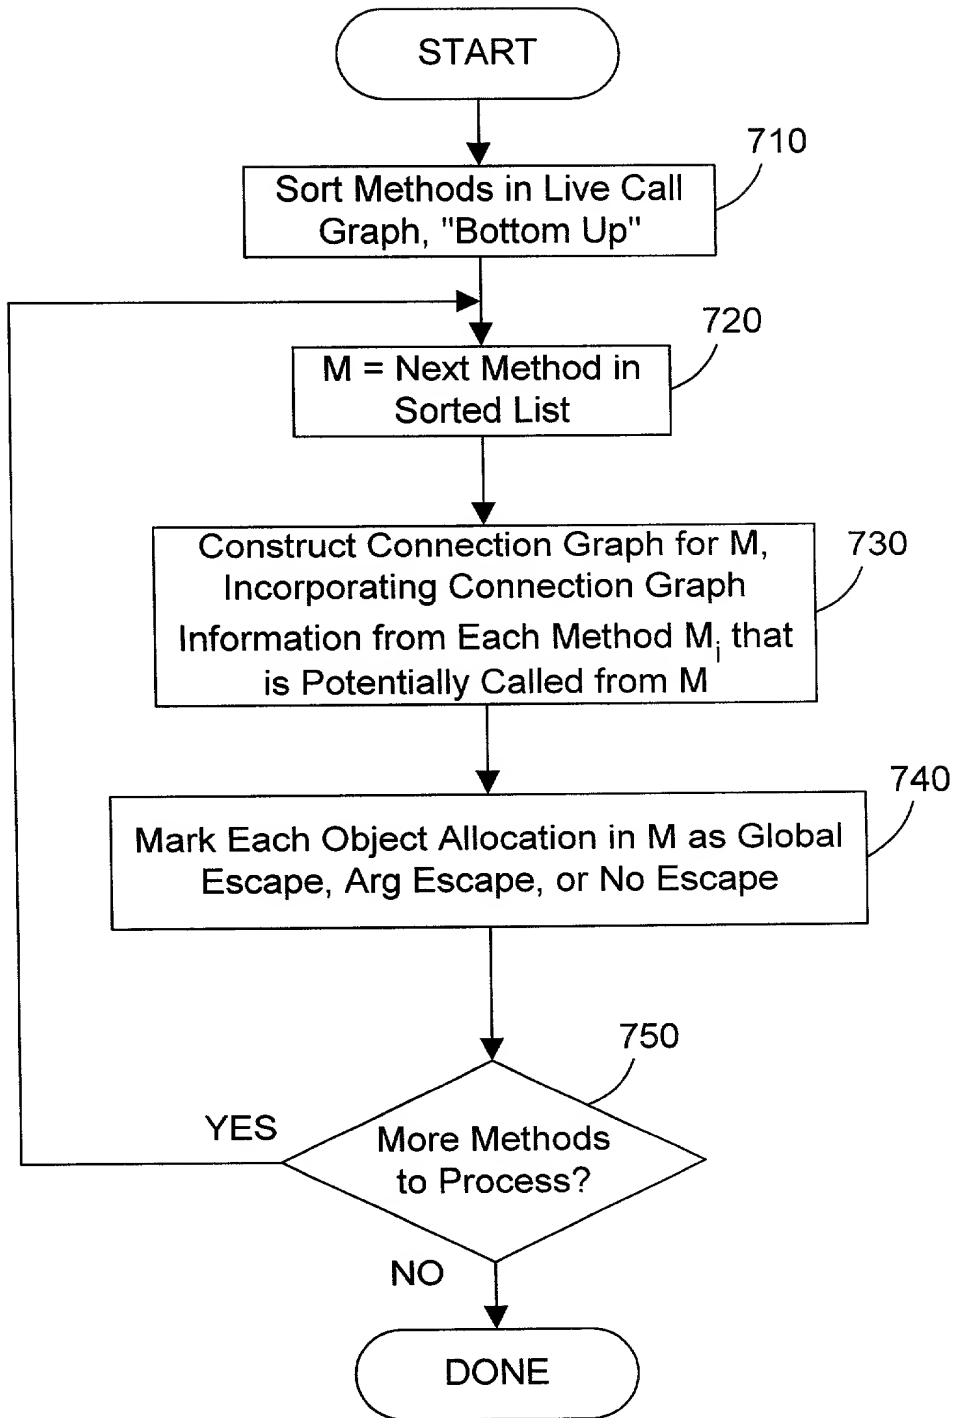 START
710
Sort Methods in Live Call
Graph, "Bottom Up"
720
M = Next Method in
Sorted List
730
Construct Connection Graph for M,
Incorporating Connection Graph
Information from Each Method Mi that
is Potentially Called from M
740
Mark Each Object Allocation in M as Global
Escape, Arg Escape, or No Escape
750
YES
More Methods
to Process?
NO
DONE